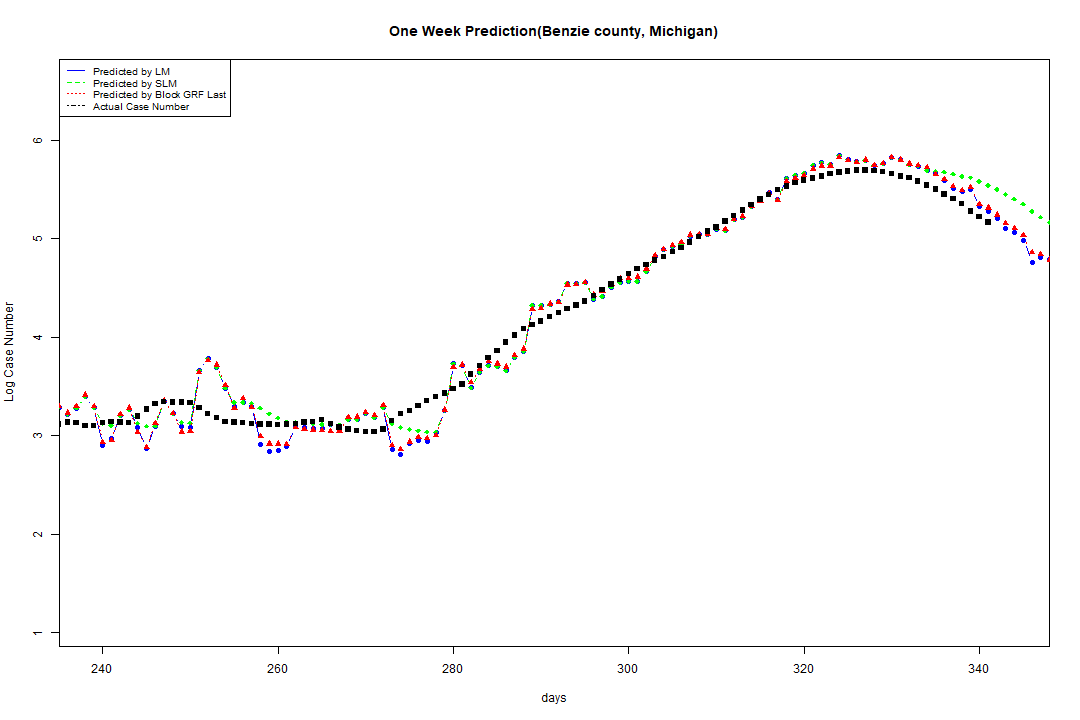 One Week Prediction(Benzie county, Michigan)
Predicted by LM
Predicted by SLM
Predicted by Block GRF Last
Actual Case Number
6
5
4
3
2
1
Log Case Number
240 260 280 300 320 340
days